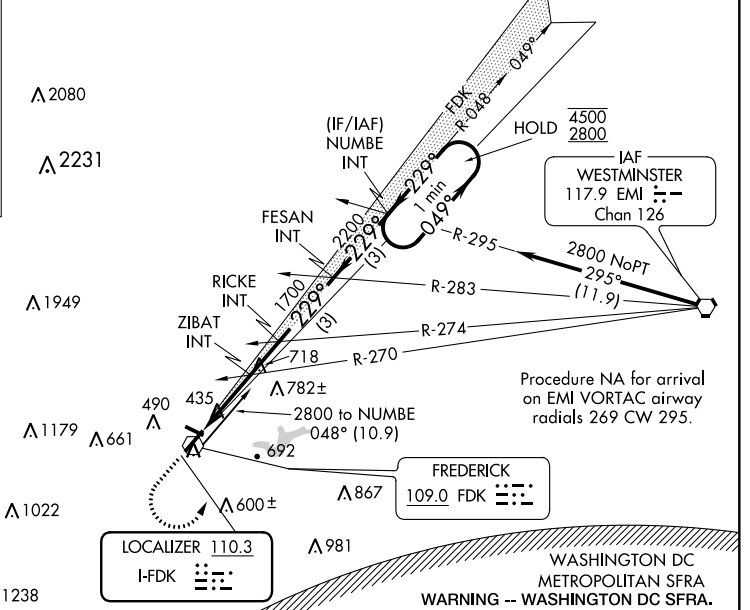 2080
2231
1949
1179
661
1022
1238
490
435
(IF/IAF)
NUMBE
INT
FESAN
INT
RICKE
INT
ZIBAT
INT
FDK
R-048
049°
HOLD
4500
2800
229°
1 min
049°
2200
229°
(3)
1700
229°
(3)
IAF
WESTMINSTER
117.9 EMI
Chan 126
R-295
2800 NoPT
295°
(11.9)
R-283
R-274
R-270
718
782±
2800 to NUMBE
048° (10.9)
Procedure NA for arrival
on EMI VORTAC airway
radials 269 CW 295.
692
600±
867
981
FREDERICK
109.0 FDK
LOCALIZER 110.3
I-FDK
WASHINGTON DC
METROPOLITAN SFRA
WARNING -- WASHINGTON DC SFRA.